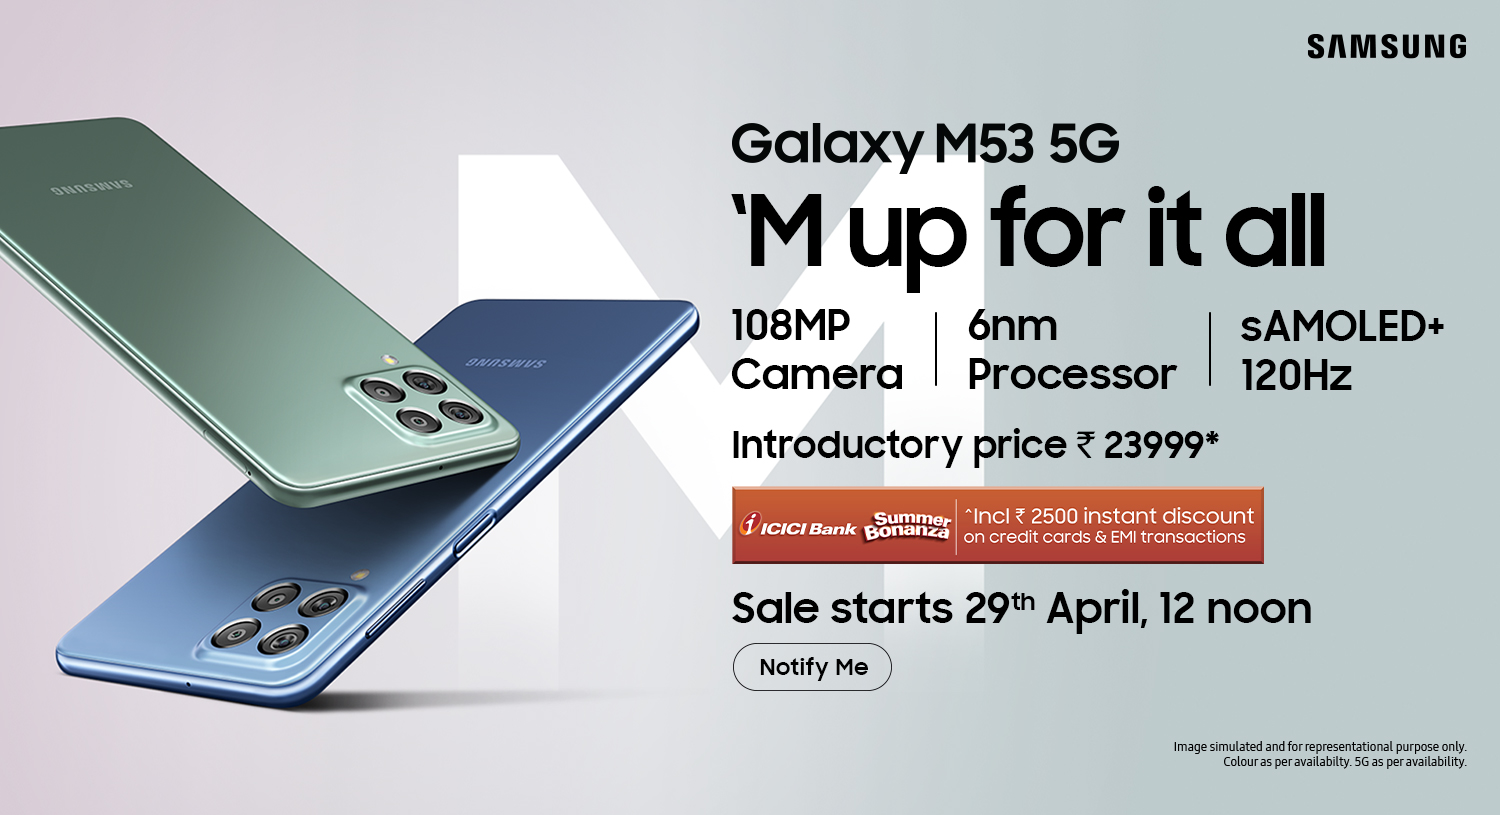 SAMSUNG
Galaxy M53 5G
‘M up for it all
108MP
Camera
6nm
Processor
sAMOLED+
120Hz
Introductory price ₹ 23999*
ICICI Bank
Summer
Bonanza
^Incl ₹ 2500 instant discount
on credit cards & EMI transactions
Sale starts 29th April, 12 noon
Notify Me
SAMSUNG
SAMSUNG
Image simulated and for representational purpose only.
Colour as per availabilty. 5G as per availability.